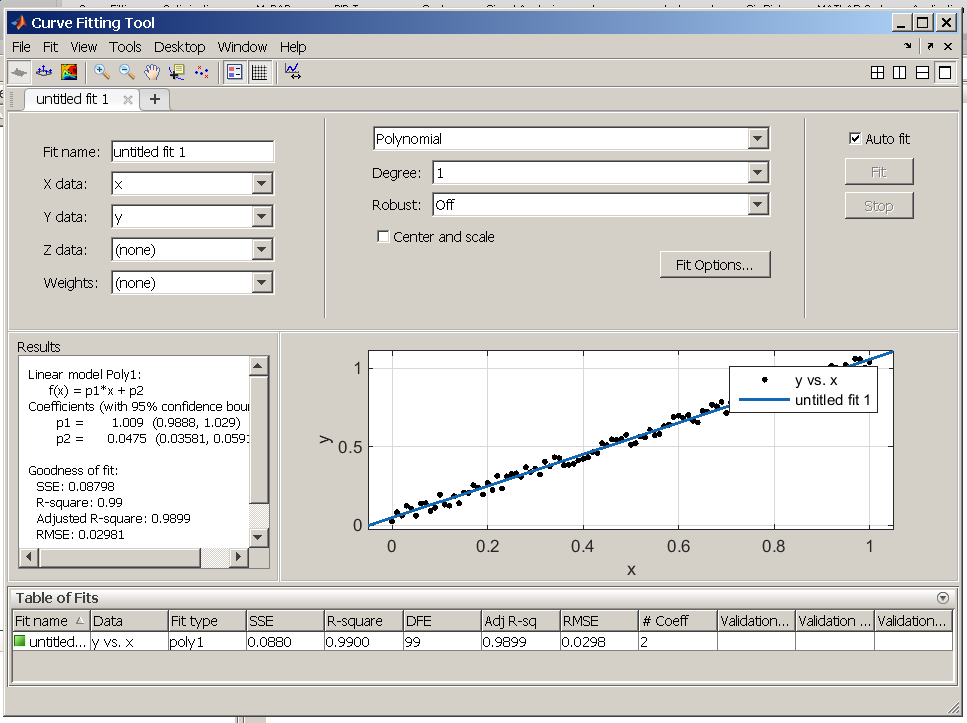 Curve Fitting Tool
File Fit View Tools Desktop Window Help
untitled fit 1
Fit name: untitled fit 1
X data: x
Y data: y
Z data: (none)
Weights: (none)
Polynomial
Degree: 1
Robust: Off
Center and scale
Fit Options...
Auto fit
Fit
Stop
Results
Linear model Poly1:
f(x) = p1*x + p2
Coefficients (with 95% confidence bour
p1 = 1.009 (0.9888, 1.029)
p2 = 0.0475 (0.03581, 0.0591
Goodness of fit:
SSE: 0.08798
R-square: 0.99
Adjusted R-square: 0.9899
RMSE: 0.02981
1
0.5
0
y
0 0.2 0.4 0.6 0.8 1
x
y vs. x
untitled fit 1
Table of Fits
Fit name Data Fit type SSE R-square DFE Adj R-sq RMSE # Coeff Validation... Validation ... Validation...
untitled... y vs. x poly1 0.0880 0.9900 99 0.9899 0.0298 2